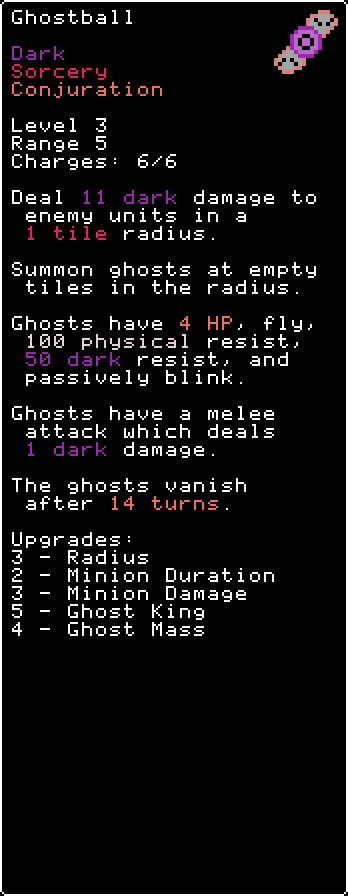 Ghostball
Dark
Sorcery
Conjuration
Level 3
Range 5
Charges: 6/6
Deal 11 dark damage to
enemy units in a
1 tile radius.
Summon ghosts at empty
tiles in the radius.
Ghosts have 4 HP, fly,
100 physical resist,
50 dark resist, and
passively blink.
Ghosts have a melee
attack which deals
1 dark damage.
The ghosts vanish
after 14 turns.
Upgrades:
3 - Radius
2 - Minion Duration
3 - Minion Damage
5 - Ghost King
4 - Ghost Mass